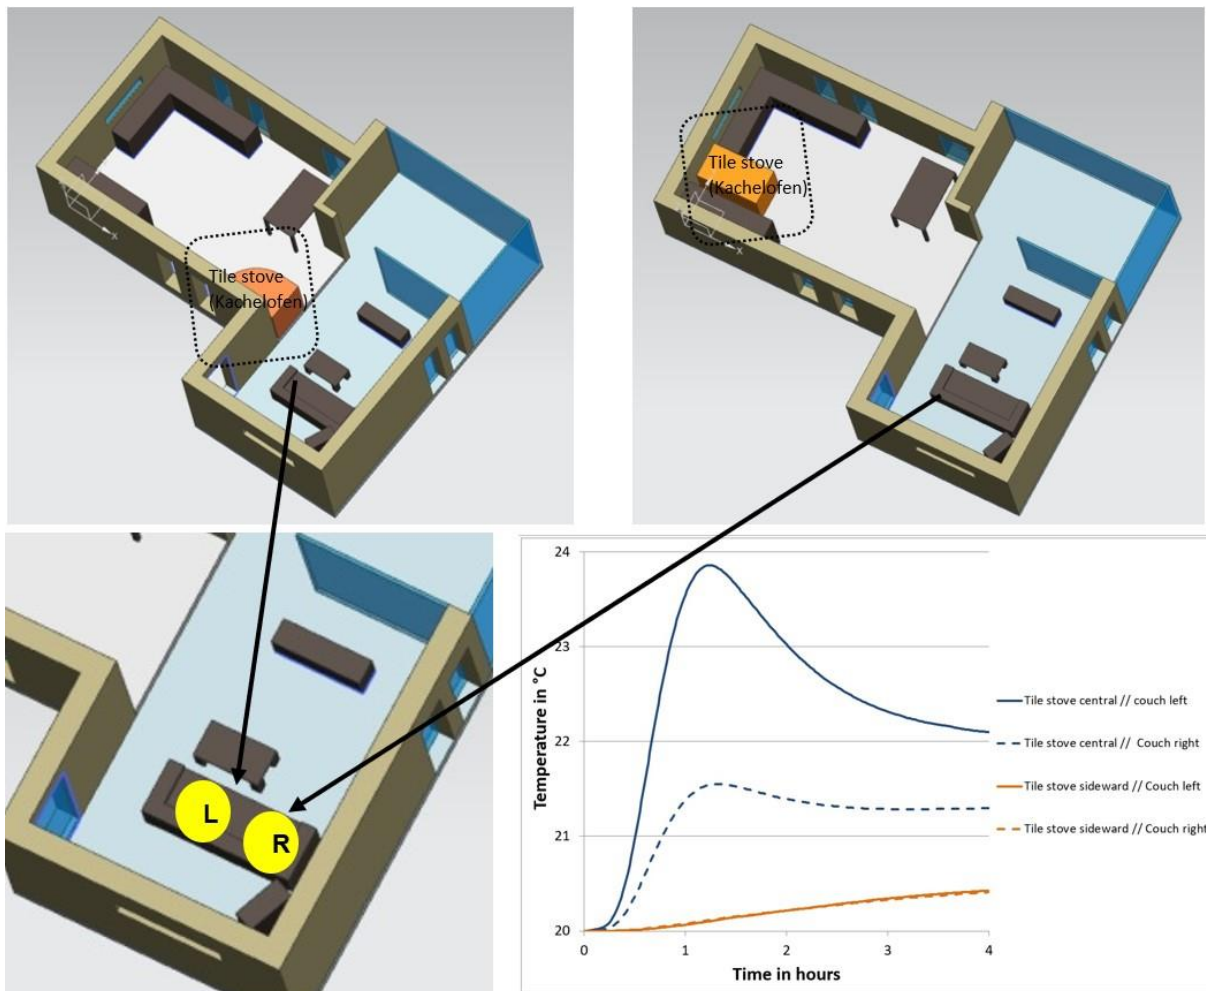 Tile stove
(Kachelofen)
x
Tile stove
(Kachelofen)
x
L
R
Temperature in °C
24
23
22
21
20
0
1
2
3
4
Time in hours
Tile stove central // couch left
Tile stove central // Couch right
Tile stove sideward // Couch left
Tile stove sideward // Couch right